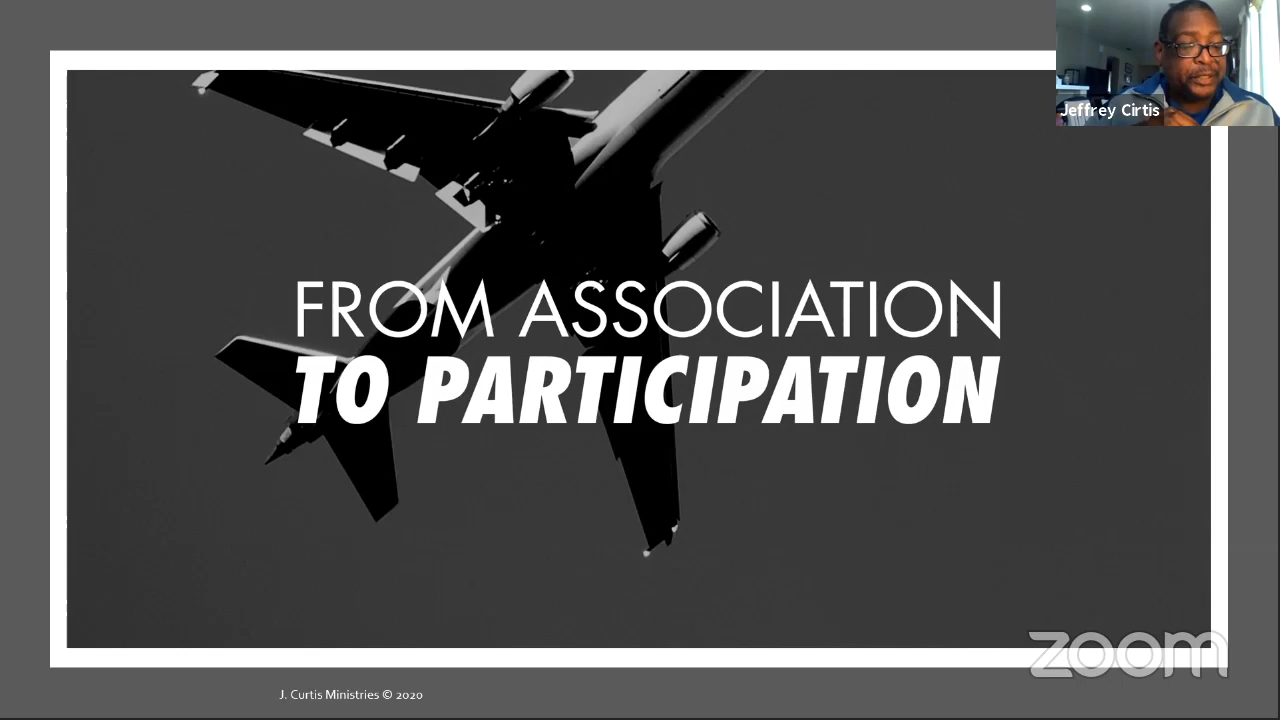 Jeffrey Cirtis
FROM ASSOCIATION
TO PARTICIPATION
zoom
J. Curtis Ministries © 2020